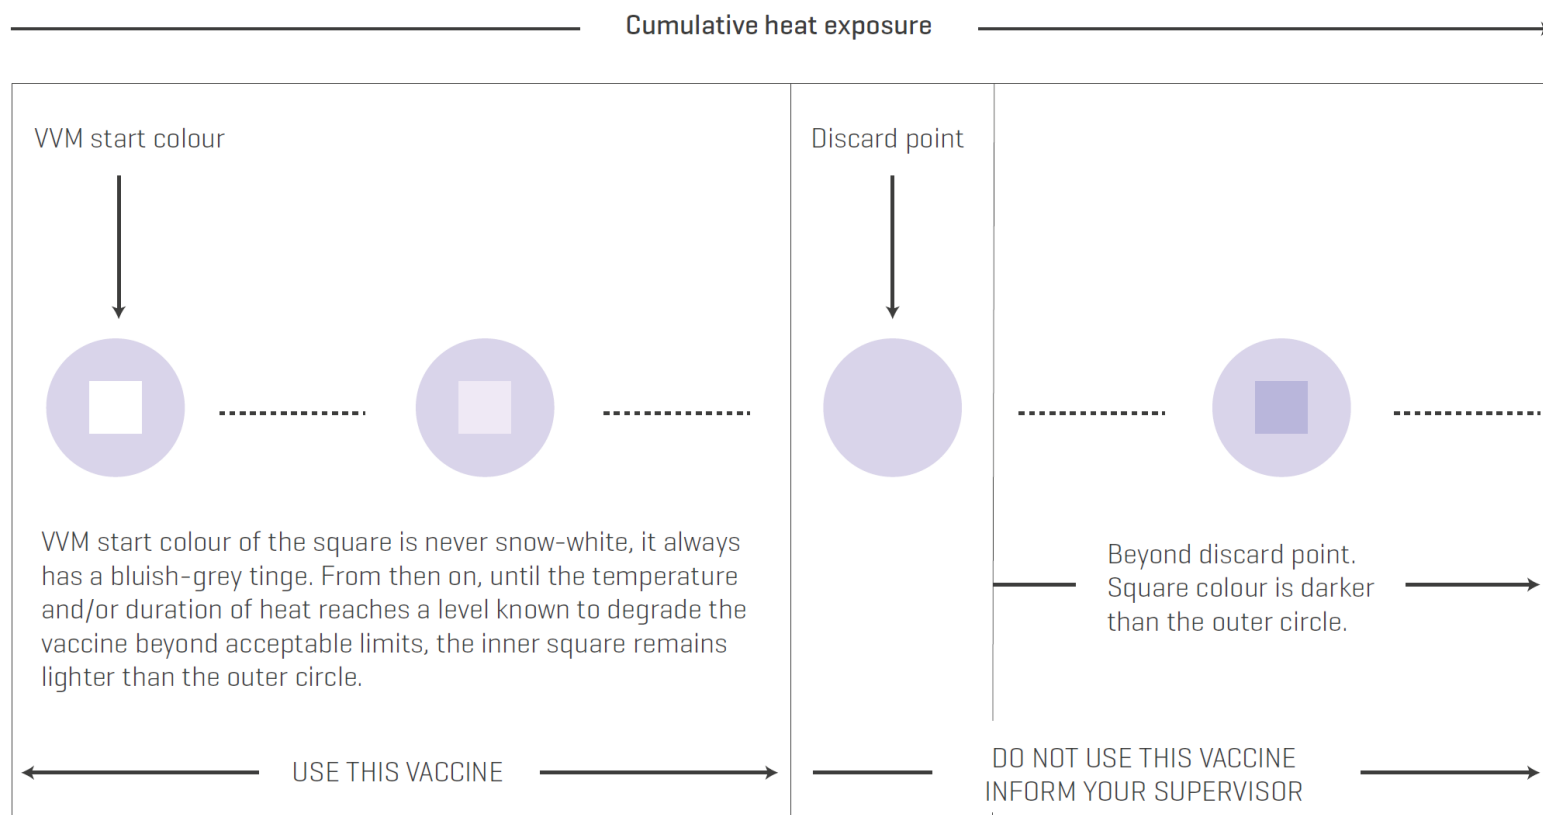 Cumulative heat exposure
VVM start colour
Discard point
VVM start colour of the square is never snow-white, it always
has a bluish-grey tinge. From then on, until the temperature
and/or duration of heat reaches a level known to degrade the
vaccine beyond acceptable limits, the inner square remains
lighter than the outer circle.
Beyond discard point.
Square colour is darker
than the outer circle.
USE THIS VACCINE
DO NOT USE THIS VACCINE
INFORM YOUR SUPERVISOR